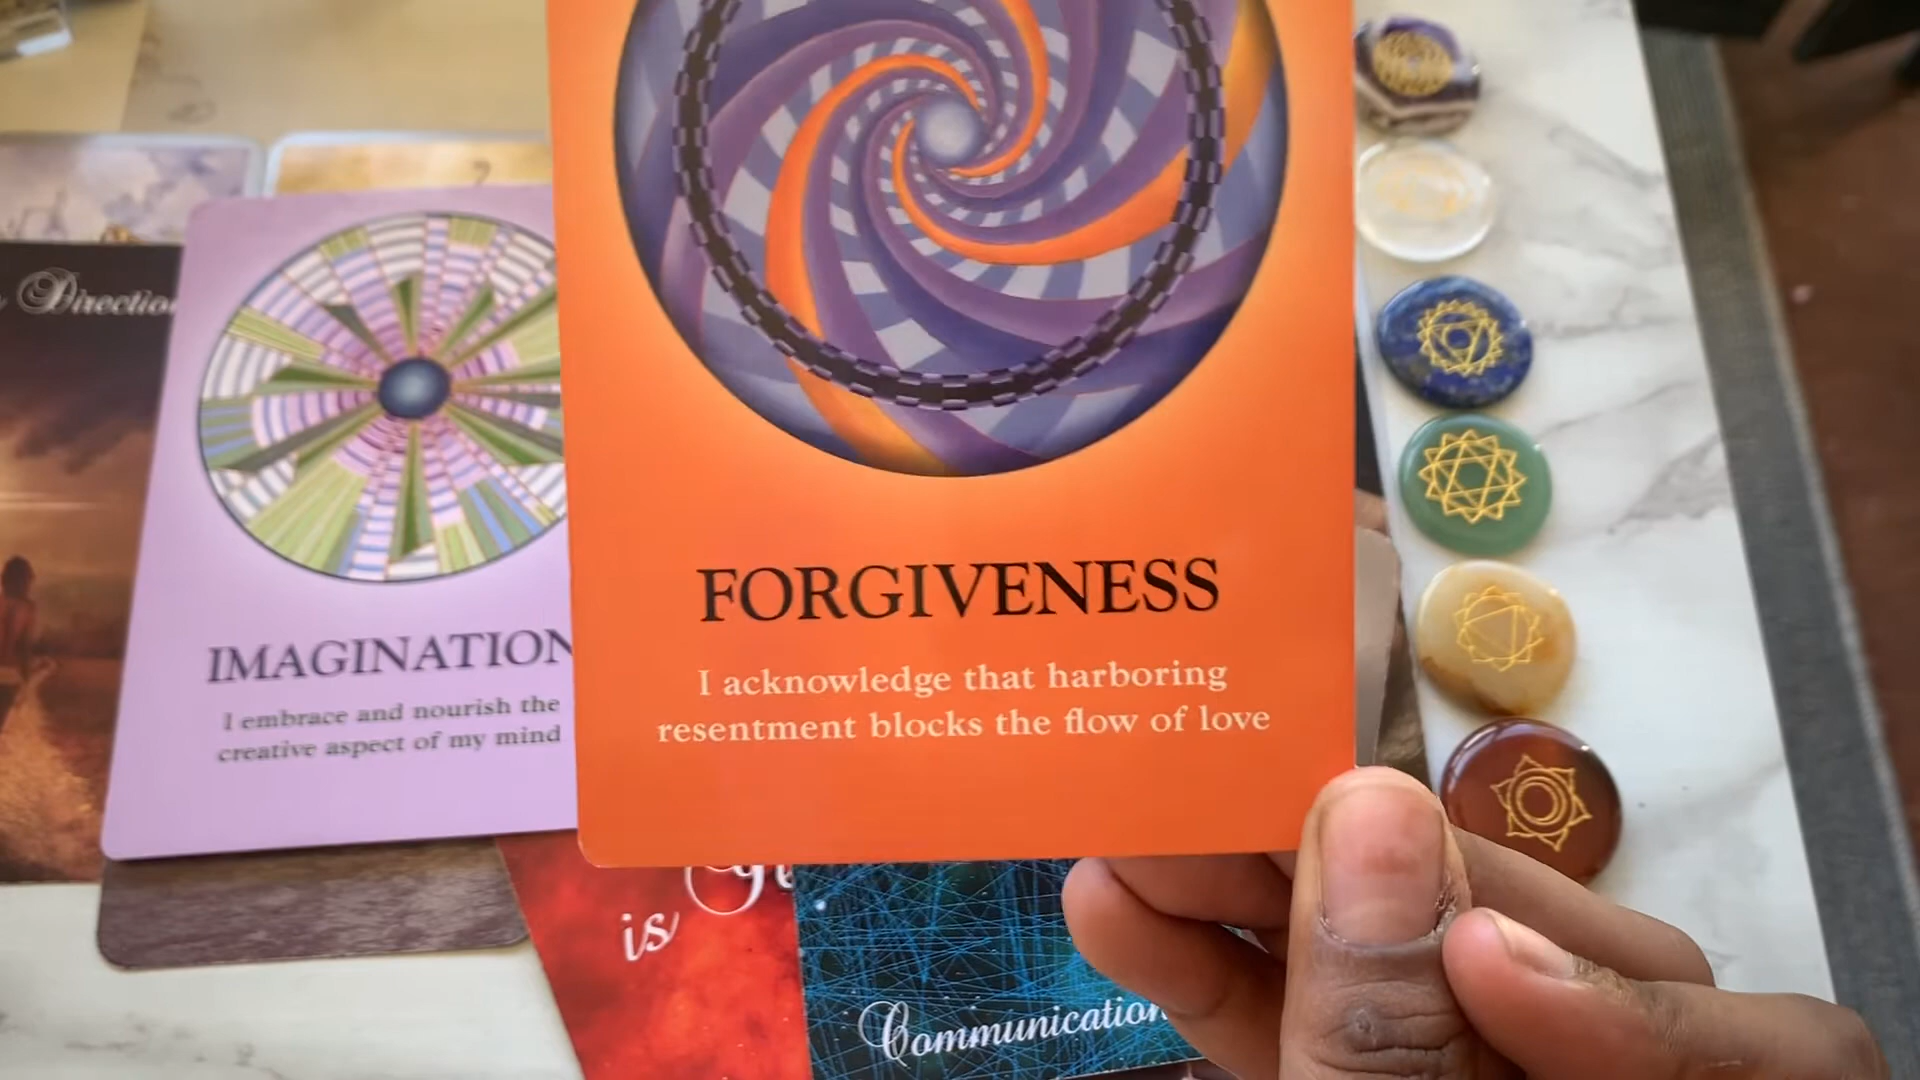 Direction
IMAGINATION
I embrace and nourish the
creative aspect of my mind
FORGIVENESS
I acknowledge that harboring
resentment blocks the flow of love
is
Communication